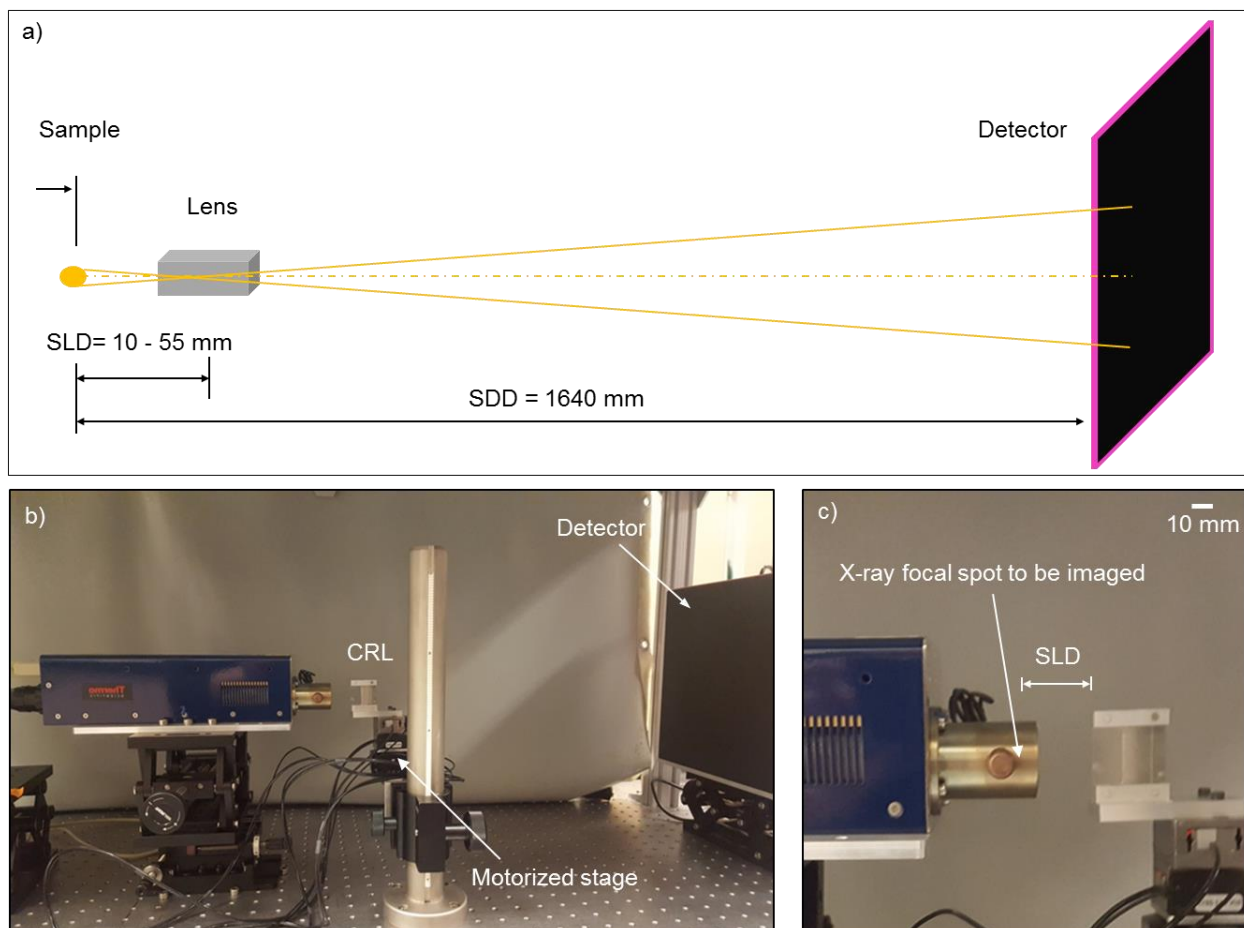 a)
Sample
Detector
Lens
SLD= 10 - 55 mm
SDD = 1640 mm
b)
Detector
CRL
Motorized stage
c)
10 mm
X-ray focal spot to be imaged
SLD